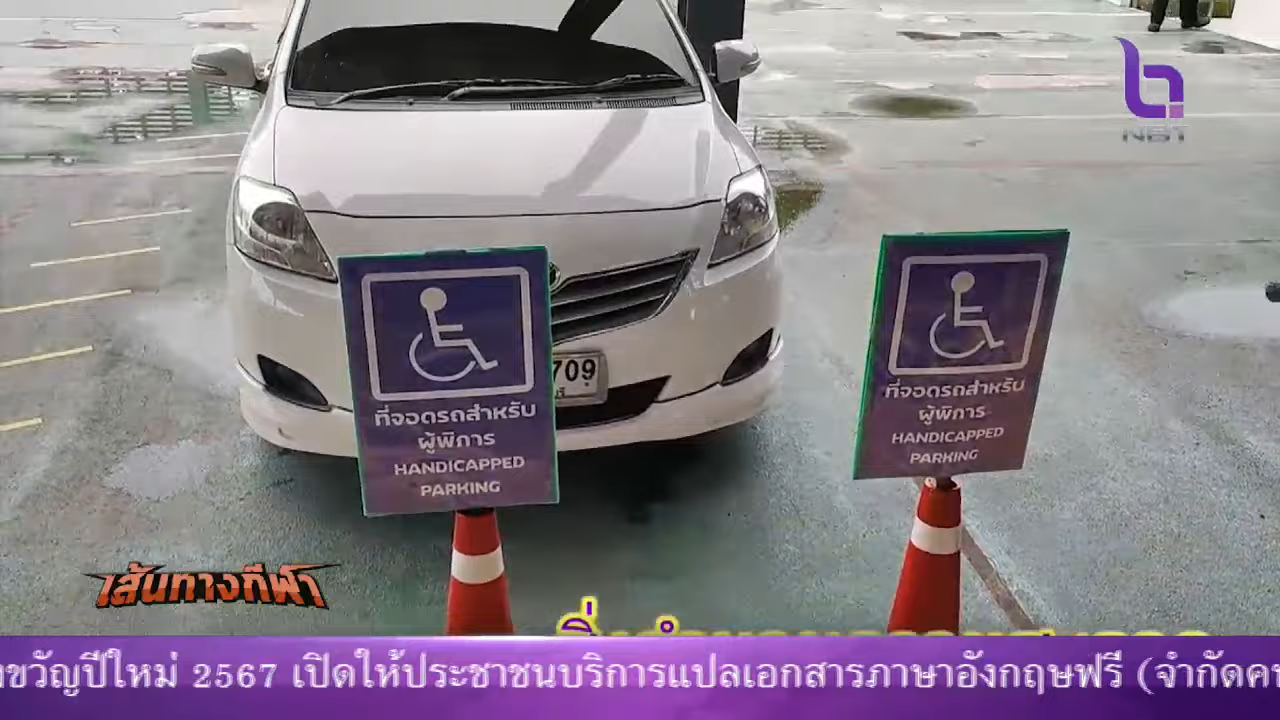 NBT
709
ที่จอดรถสำหรับ
ผู้พิการ
HANDICAPPED
PARKING
ที่จอดรถสำหรับ
ผู้พิการ
HANDICAPPED
PARKING
เส้นทางกีฬา
ขวัญปีใหม่ 2567 เปิดให้ประชาชนบริการแปลเอกสารภาษาอังกฤษฟรี (จำกัด